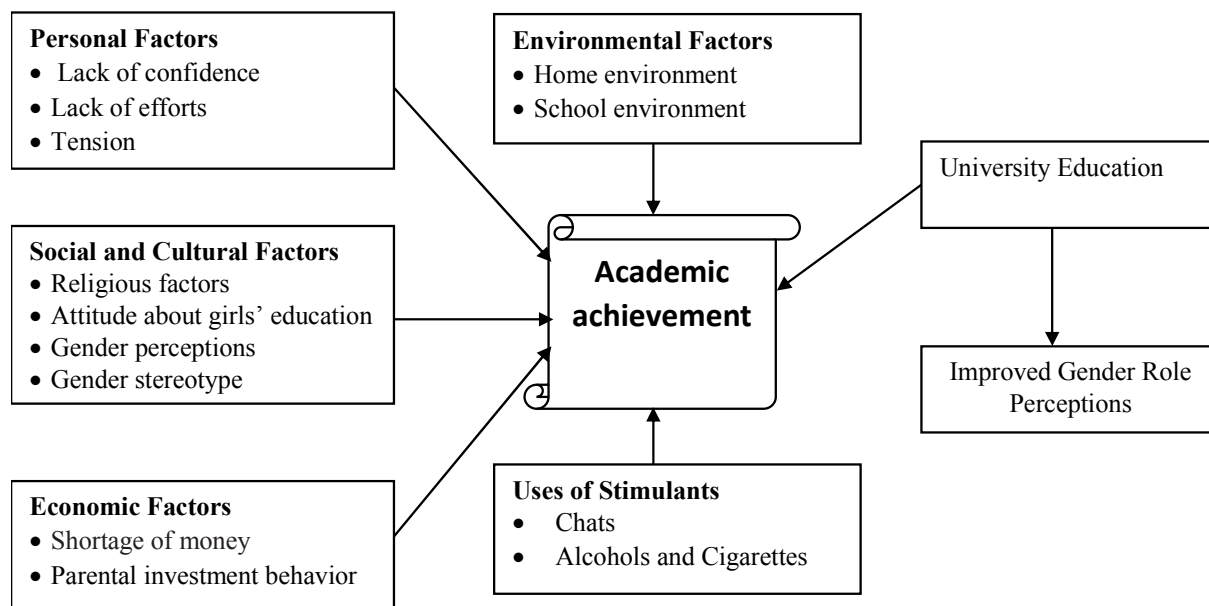 Personal Factors
• Lack of confidence
• Lack of efforts
• Tension
Environmental Factors
• Home environment
• School environment
University Education
Social and Cultural Factors
• Religious factors
• Attitude about girls’ education
• Gender perceptions
• Gender stereotype
Academic
achievement
Improved Gender Role
Perceptions
Economic Factors
• Shortage of money
• Parental investment behavior
Uses of Stimulants
• Chats
• Alcohols and Cigarettes